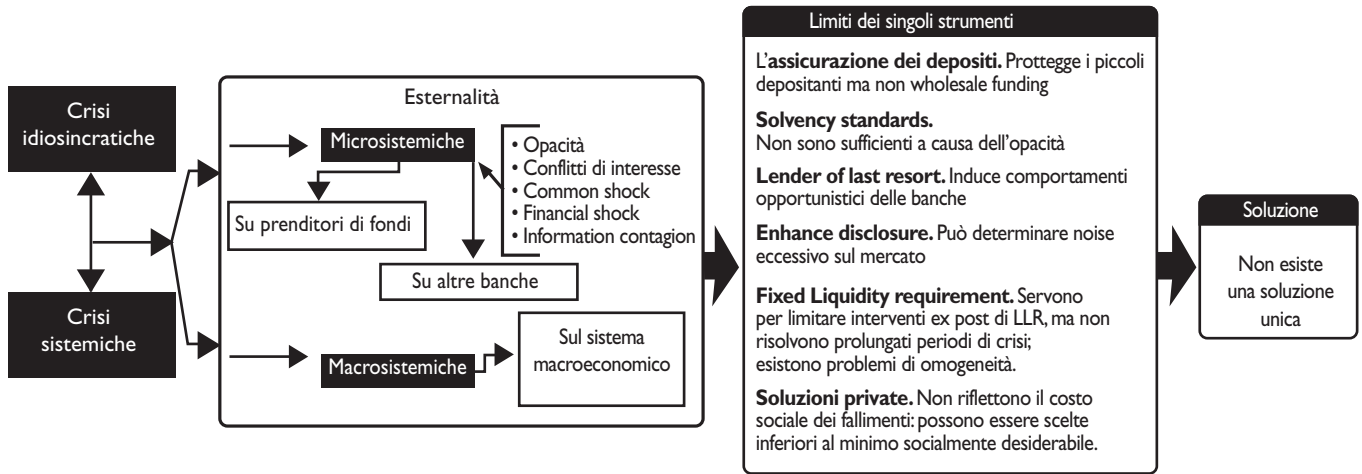 Crisi
idiosincratiche
Crisi
sistemiche
Esternalità
Microsistemiche
• Opacità
• Conflitti di interesse
• Common shock
• Financial shock
• Information contagion
Su prenditori di fondi
Su altre banche
Macrosistemiche
Sul sistema
macroeconomico
Limiti dei singoli strumenti
L'assicurazione dei depositi. Prottegge i piccoli
depositanti ma non wholesale funding
Solvency standards.
Non sono sufficienti a causa dell'opacità
Lender of last resort. Induce comportamenti
opportunistici delle banche
Enhance disclosure. Può determinare noise
eccessivo sul mercato
Fixed Liquidity requirement. Servono
per limitare interventi ex post di LLR, ma non
risolvono prolungati periodi di crisi;
esistono problemi di omogeneità.
Soluzioni private. Non riflettono il costo
sociale dei fallimenti: possono essere scelte
inferiori al minimo socialmente desiderabile.
Soluzione
Non esiste
una soluzione
unica